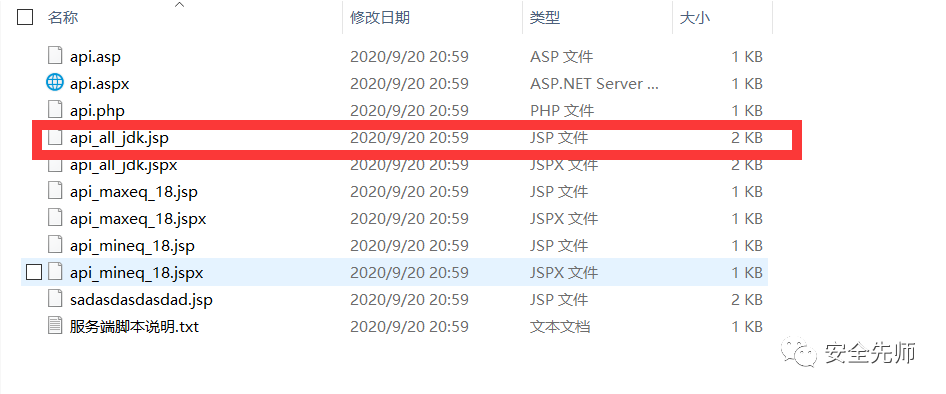 名称 修改日期 类型 大小
api.asp 2020/9/20 20:59 ASP 文件 1 KB
api.aspx 2020/9/20 20:59 ASP.NET Server ... 1 KB
api.php 2020/9/20 20:59 PHP 文件 1 KB
api_all_jdk.jsp 2020/9/20 20:59 JSP 文件 2 KB
api_all_jdk.jspx 2020/9/20 20:59 JSPX 文件 2 KB
api_maxeq_18.jsp 2020/9/20 20:59 JSP 文件 1 KB
api_maxeq_18.jspx 2020/9/20 20:59 JSPX 文件 1 KB
api_mineq_18.jsp 2020/9/20 20:59 JSP 文件 1 KB
api_mineq_18.jspx 2020/9/20 20:59 JSPX 文件 1 KB
sadasdasdasdad.jsp 2020/9/20 20:59 JSP 文件 2 KB
服务端脚本说明.txt 2020/9/20 20:59 文本文档 1 KB
安全先师